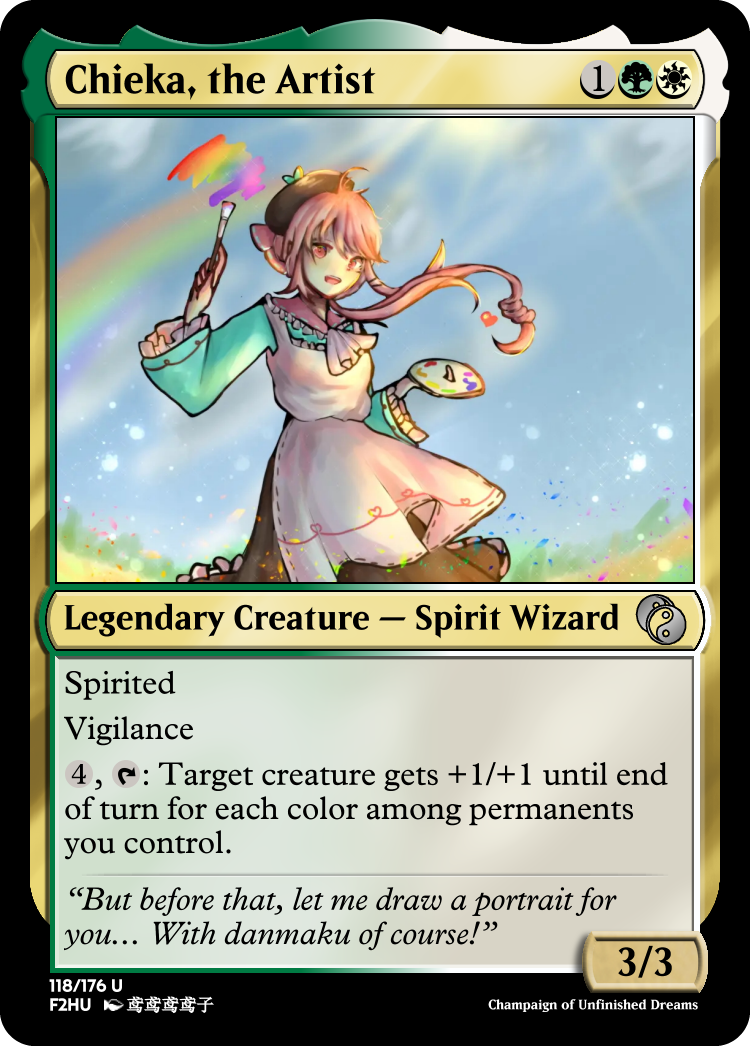 Chieka, the Artist 1
Legendary Creature — Spirit Wizard
Spirited
Vigilance
4, : Target creature gets +1/+1 until end
of turn for each color among permanents
you control.
“But before that, let me draw a portrait for
you… With danmaku of course!”
3/3
118/176 U
F2HU 鸢鸢鸢鸢子
Champaign of Unfinished Dreams